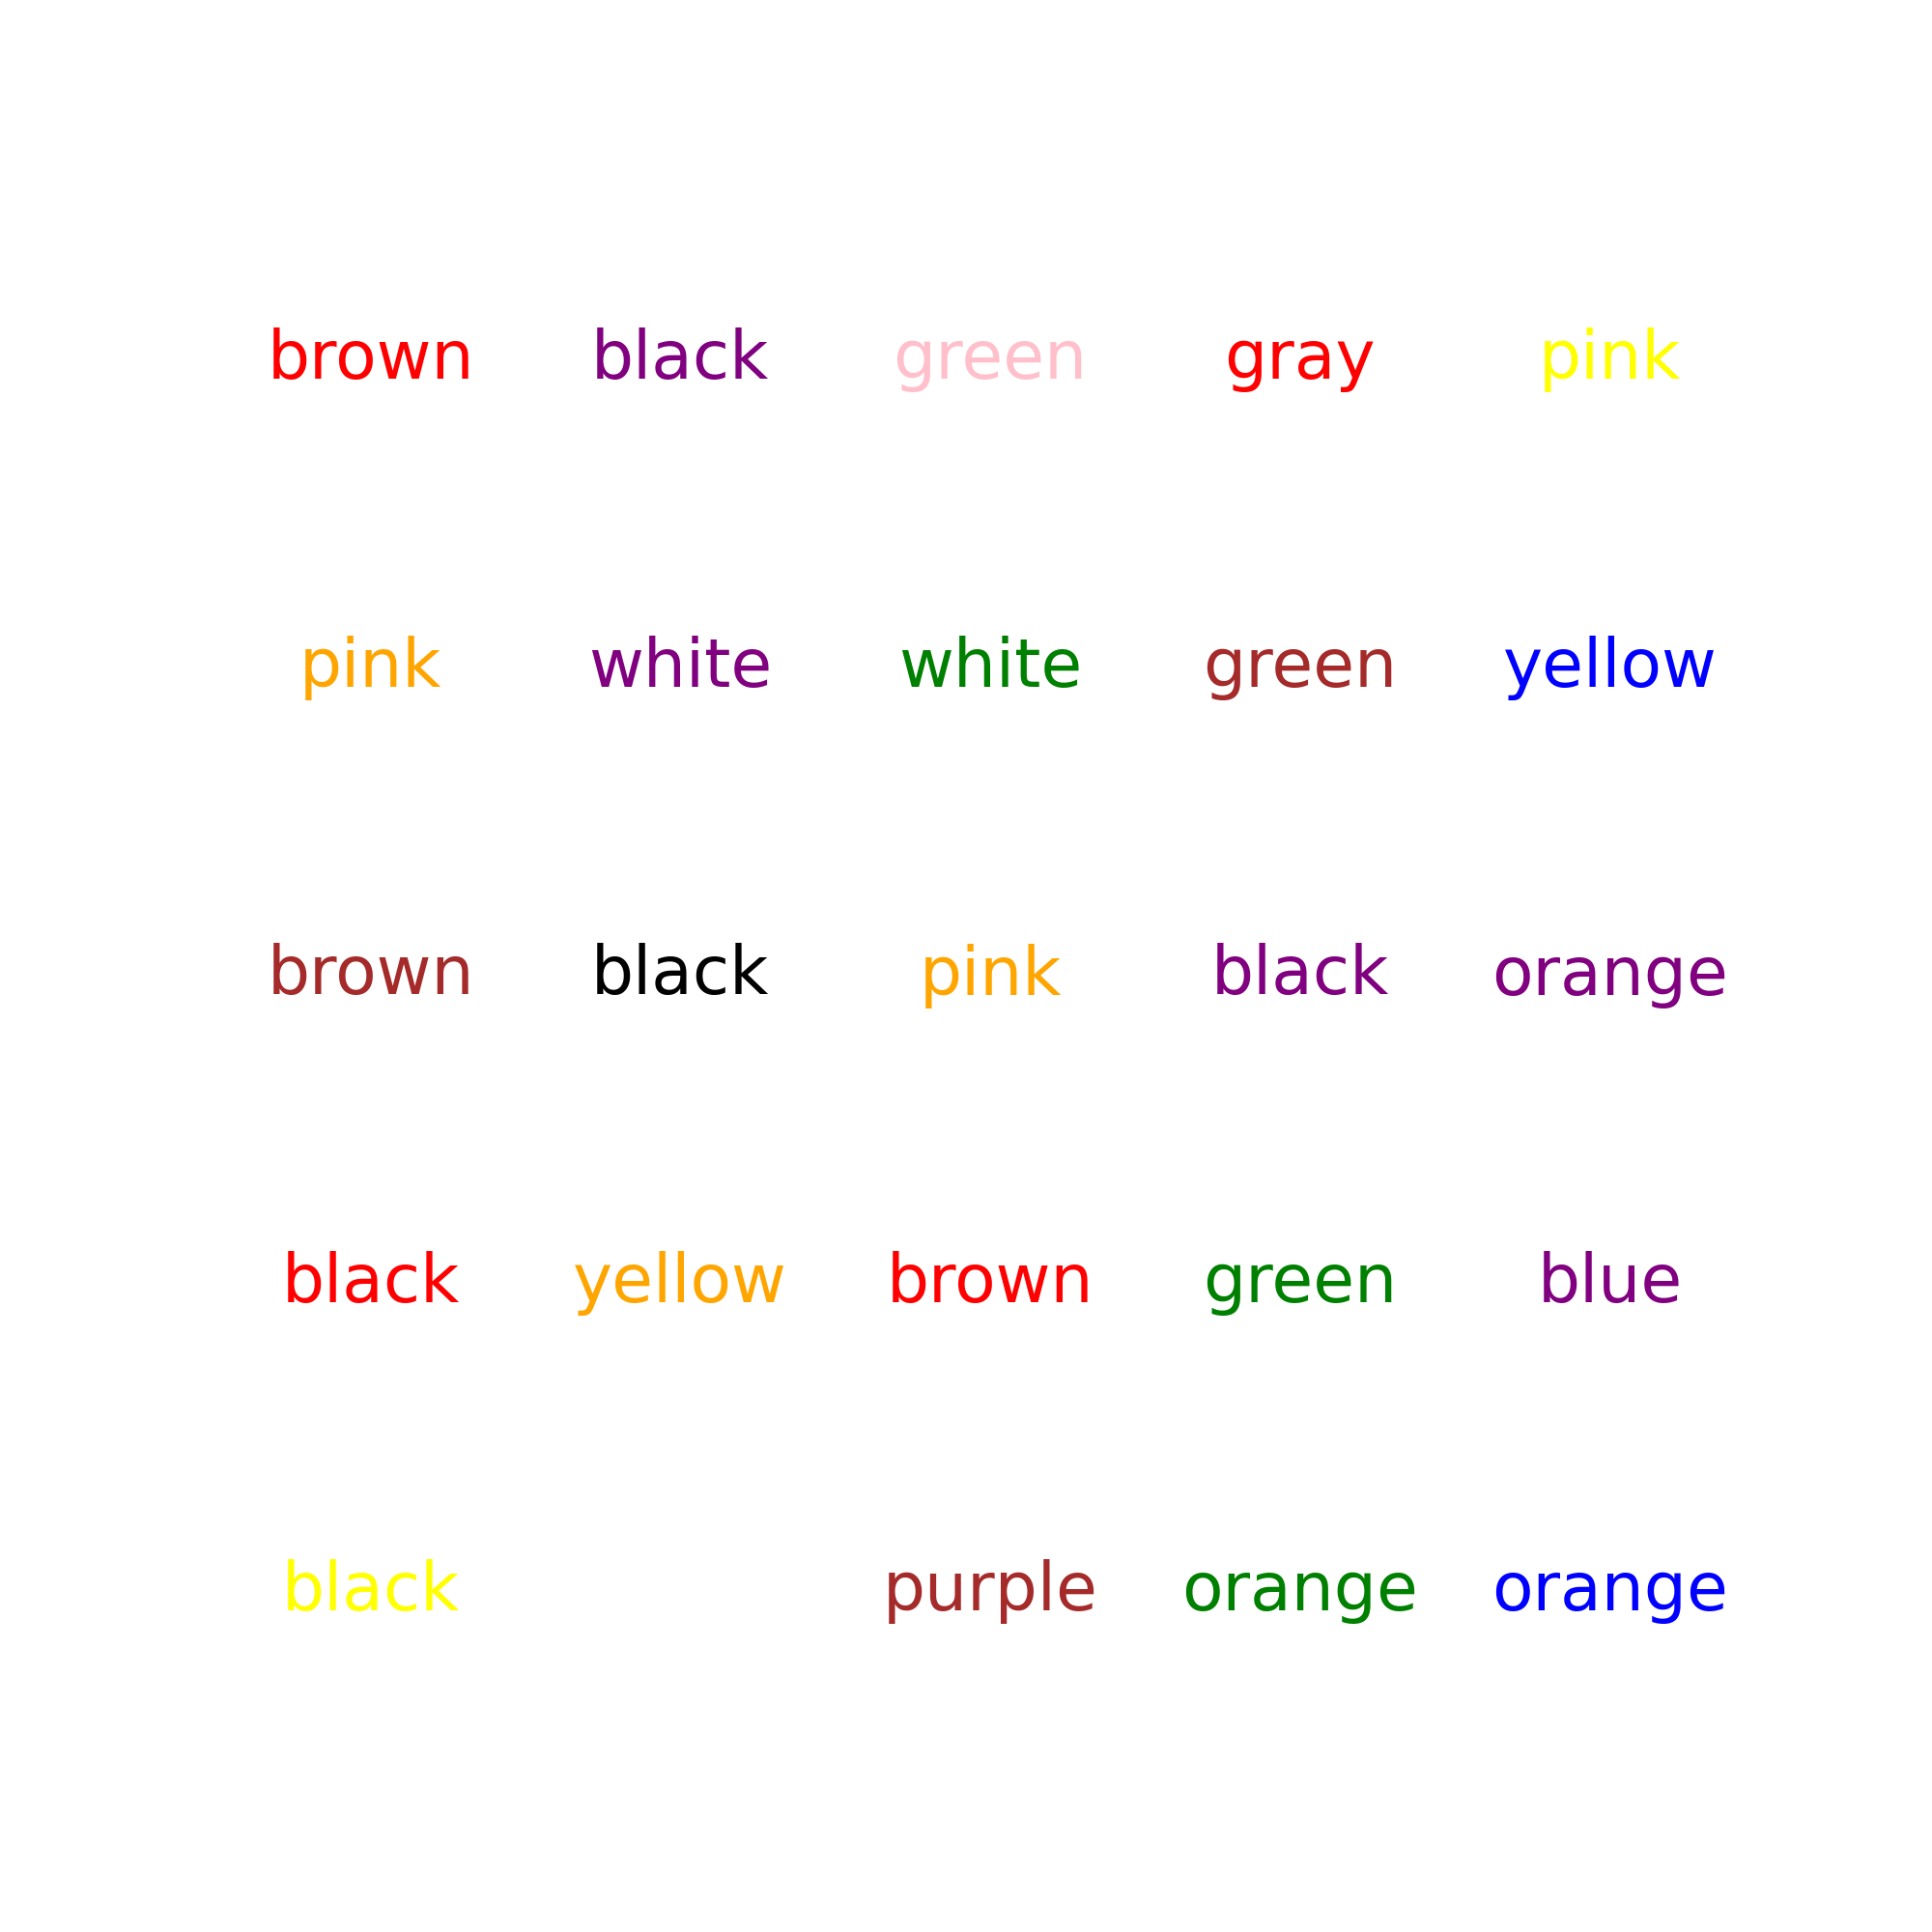 brown black green gray pink
pink white white green yellow
brown black pink black orange
black yellow brown green blue
black purple orange orange